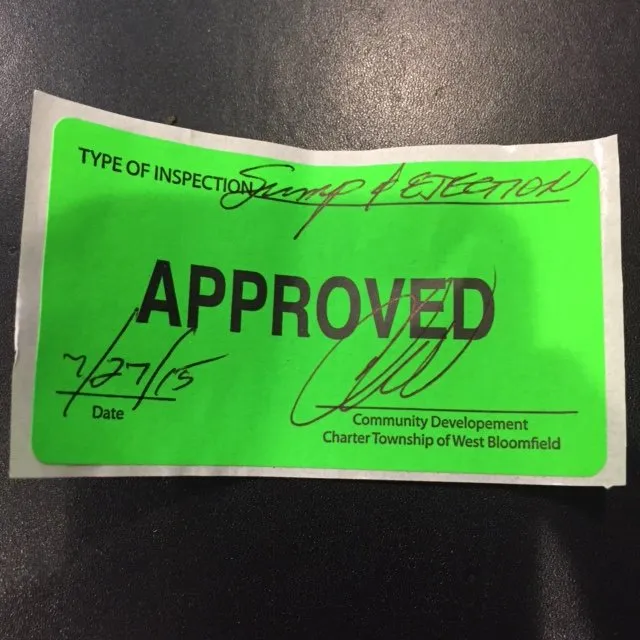 TYPE OF INSPECTION Sump & EJECTION
APPROVED
7/27/15
Date
Community Developement
Charter Township of West Bloomfield